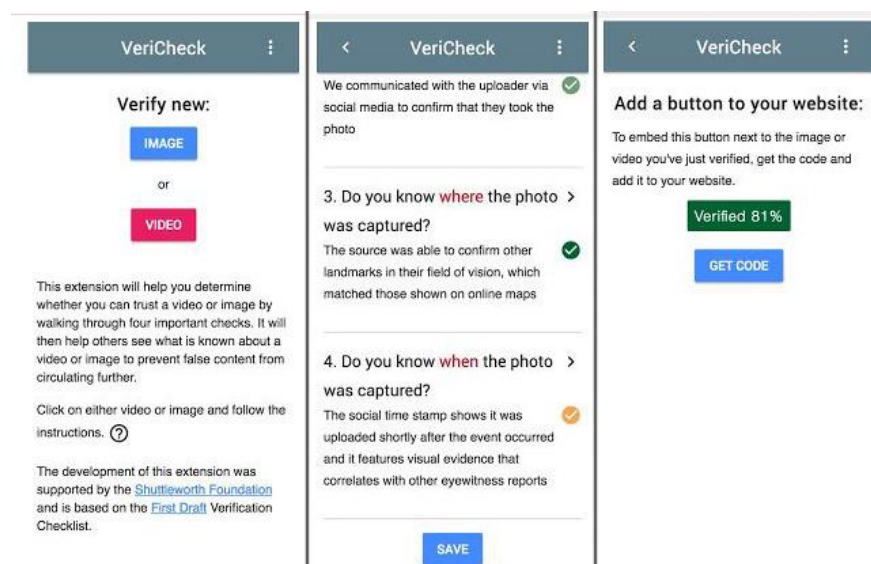 VeriCheck
Verify new:
IMAGE
or
VIDEO
This extension will help you determine
whether you can trust a video or image by
walking through four important checks. It will
then help others see what is known about a
video or image to prevent false content from
circulating further.
Click on either video or image and follow the
instructions. ?
The development of this extension was
supported by the Shuttleworth Foundation
and is based on the First Draft Verification
Checklist.
VeriCheck
We communicated with the uploader via
social media to confirm that they took the
photo
3. Do you know where the photo
was captured?
The source was able to confirm other
landmarks in their field of vision, which
matched those shown on online maps
4. Do you know when the photo
was captured?
The social time stamp shows it was
uploaded shortly after the event occurred
and it features visual evidence that
correlates with other eyewitness reports
SAVE
VeriCheck
Add a button to your website:
To embed this button next to the image or
video you've just verified, get the code and
add it to your website.
Verified 81%
GET CODE